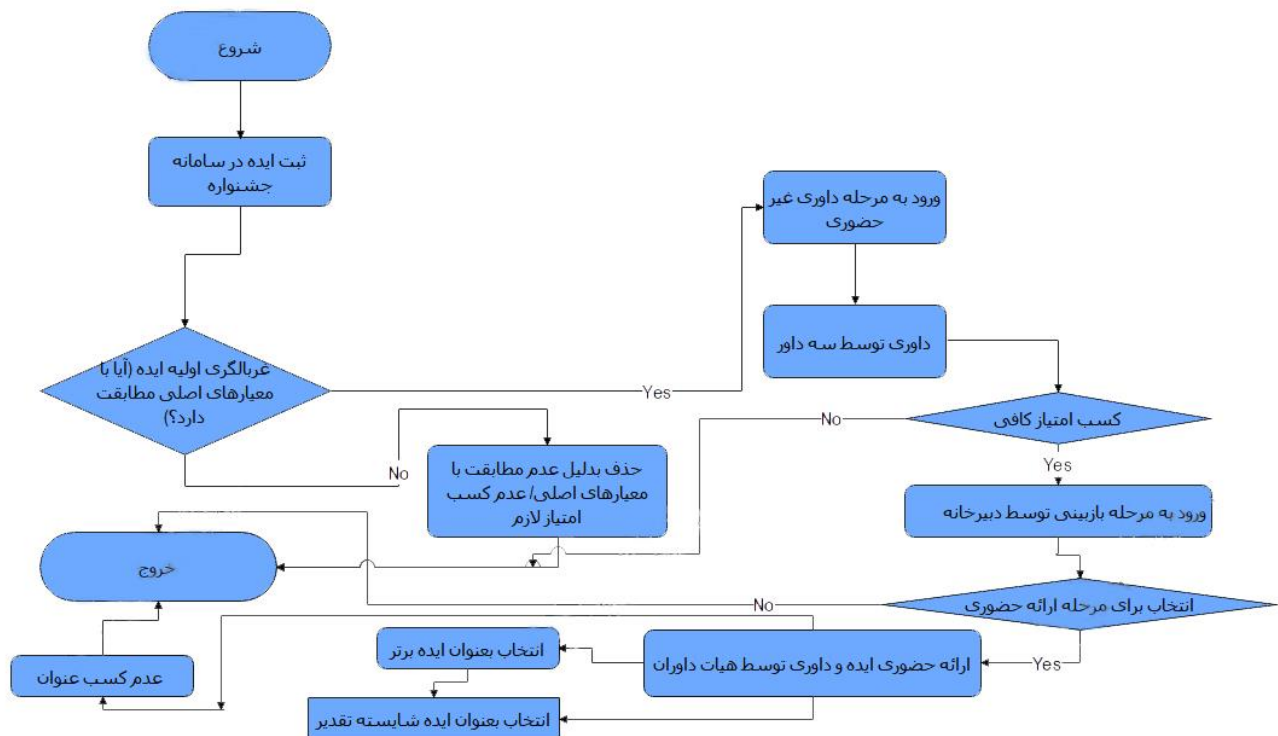 شروع
ثبت ایده در سامانه
جشنواره
غربالگری اولیه ایده (آیا با
معیارهای اصلی مطابقت
دارد؟)
Yes
No
ورود به مرحله داوری غیر
حضوری
داوری توسط سه داور
کسب امتیاز کافی
No
Yes
حذف بدلیل عدم مطابقت با
معیارهای اصلی/ عدم کسب
امتیاز لازم
ورود به مرحله بازبینی توسط دبیرخانه
خروج
انتخاب برای مرحله ارائه حضوری
No
Yes
ارائه حضوری ایده و داوری توسط هیات داوران
انتخاب بعنوان ایده برتر
عدم کسب عنوان
انتخاب بعنوان ایده شایسته تقدیر